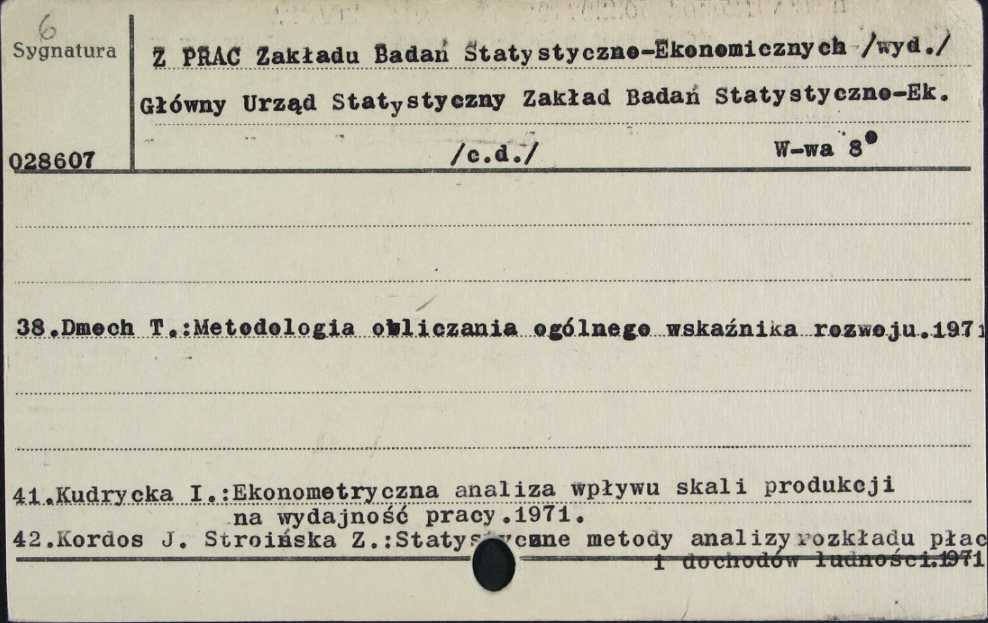 6
Sygnatura
Z PRAC Zakładu Badań Statystyczno-Ekonomicznych /wyd./
Główny Urząd Statystyczny Zakład Badań Statystyczno-Ek.
028607 /c.d./ W-wa 8°
38.Dmoch T.:Metodologia obliczania ogólnego wskaźnika rozwoju.1971
41.Kudrycka I.:Ekonometryczna analiza wpływu skali produkcji
na wydajność pracy.1971.
42.Kordos J. Stroińska Z.:Statystyczne metody analizy rozkładu płac
i dochodów ludności.1971